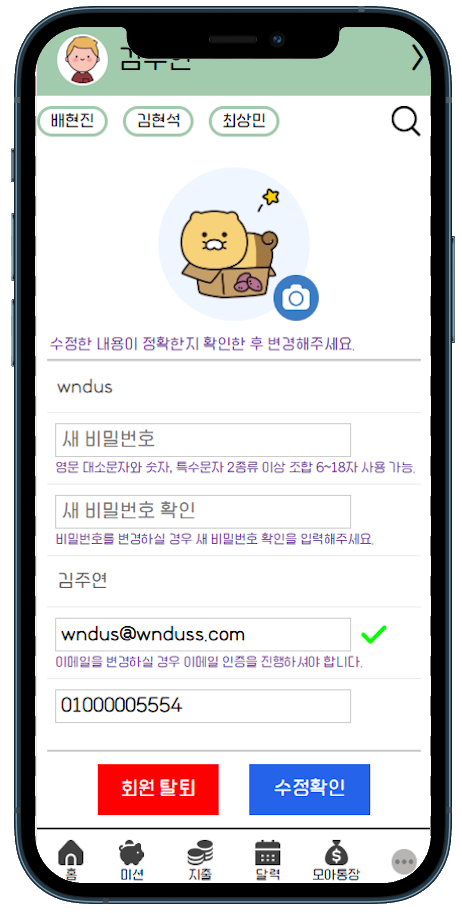 김주연
배현진 김현석 최상민
수정한 내용이 정확한지 확인한 후 변경해주세요.
wndus
새 비밀번호
영문 대소문자와 숫자, 특수문자 2종류 이상 조합 6~18자 사용 가능.
새 비밀번호 확인
비밀번호를 변경하실 경우 새 비밀번호 확인을 입력해주세요.
김주연
wndus@wnduss.com
이메일을 변경하실 경우 이메일 인증을 진행하셔야 합니다.
01000005554
회원 탈퇴 수정확인
홈 미션 지출 달력 모아통장